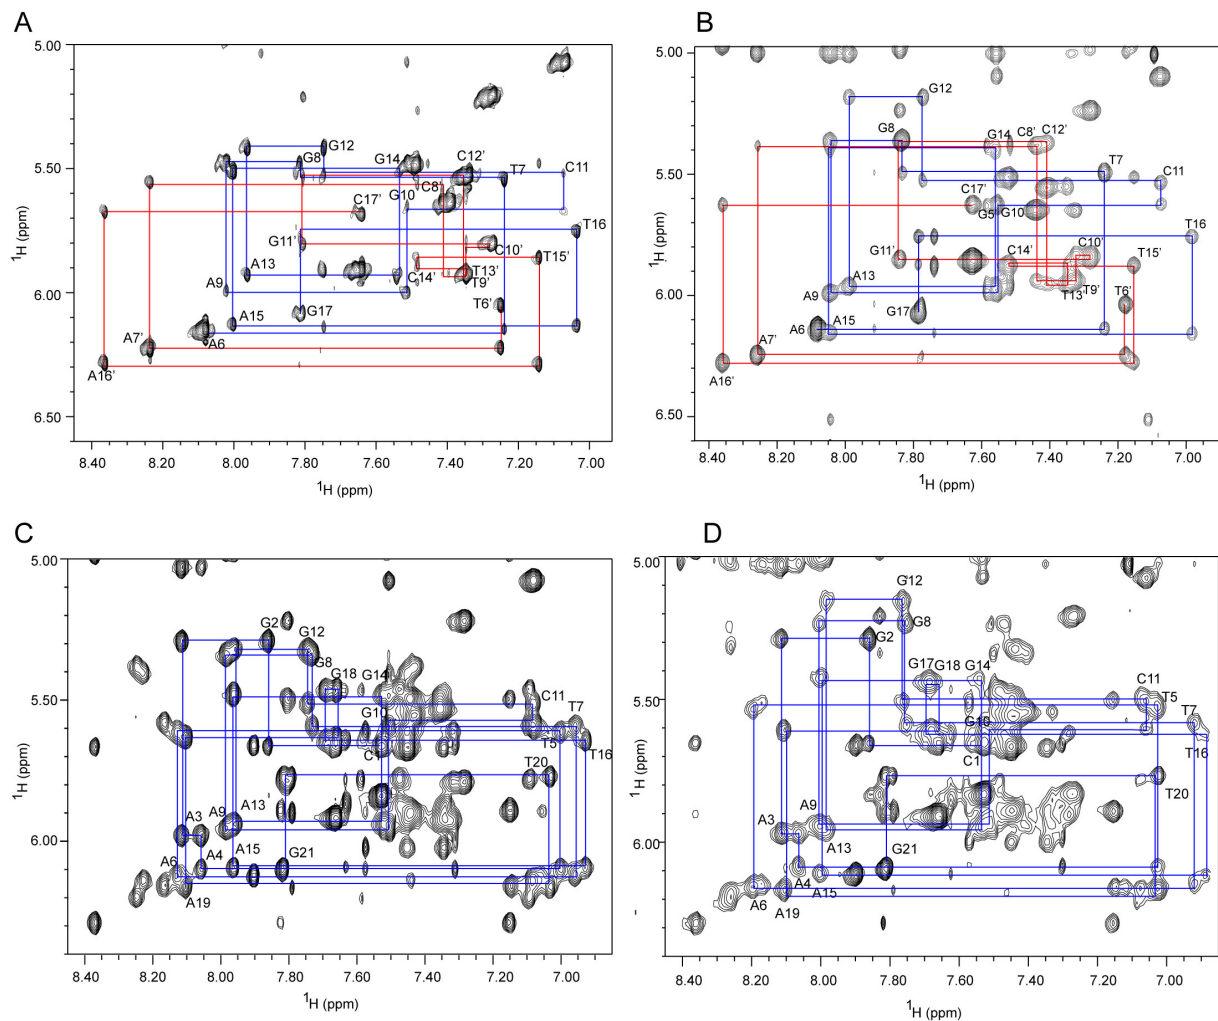 A
5.00
5.50
6.00
6.50
¹H (ppm)
G12
G8
G14
C12'
T7
C11
C8'
C17'
G10
T16
G11'
C10'
A13
C14'
T13'
T15'
T9'
A9
G17
T6'
A15
A6
A7'
A16'
8.40 8.20 8.00 7.80 7.60 7.40 7.20 7.00
¹H (ppm)
B
5.00
5.50
6.00
6.50
¹H (ppm)
G12
G8
G14
C8'
C12'
T7
C11
C17'
G5
G10
T16
G11'
C14'
C10'
T15'
A13
T9'
T13'
A9
T6'
G17
A6
A15
A7'
A16'
8.40 8.20 8.00 7.80 7.60 7.40 7.20 7.00
¹H (ppm)
C
5.00
5.50
6.00
¹H (ppm)
G2
G12
G8
G18
G14
C11
G10
T7
T5
C1
T16
T20
A3
A9
A13
A6
A4
A15
G21
A19
8.40 8.20 8.00 7.80 7.60 7.40 7.20 7.00
¹H (ppm)
D
5.00
5.50
6.00
¹H (ppm)
G12
G8
G2
G17
G18
G14
C11
T5
T7
G10
T16
C1
T20
A9
A3
A13
G21
A4
A15
A6
A19
8.40 8.20 8.00 7.80 7.60 7.40 7.20 7.00
¹H (ppm)